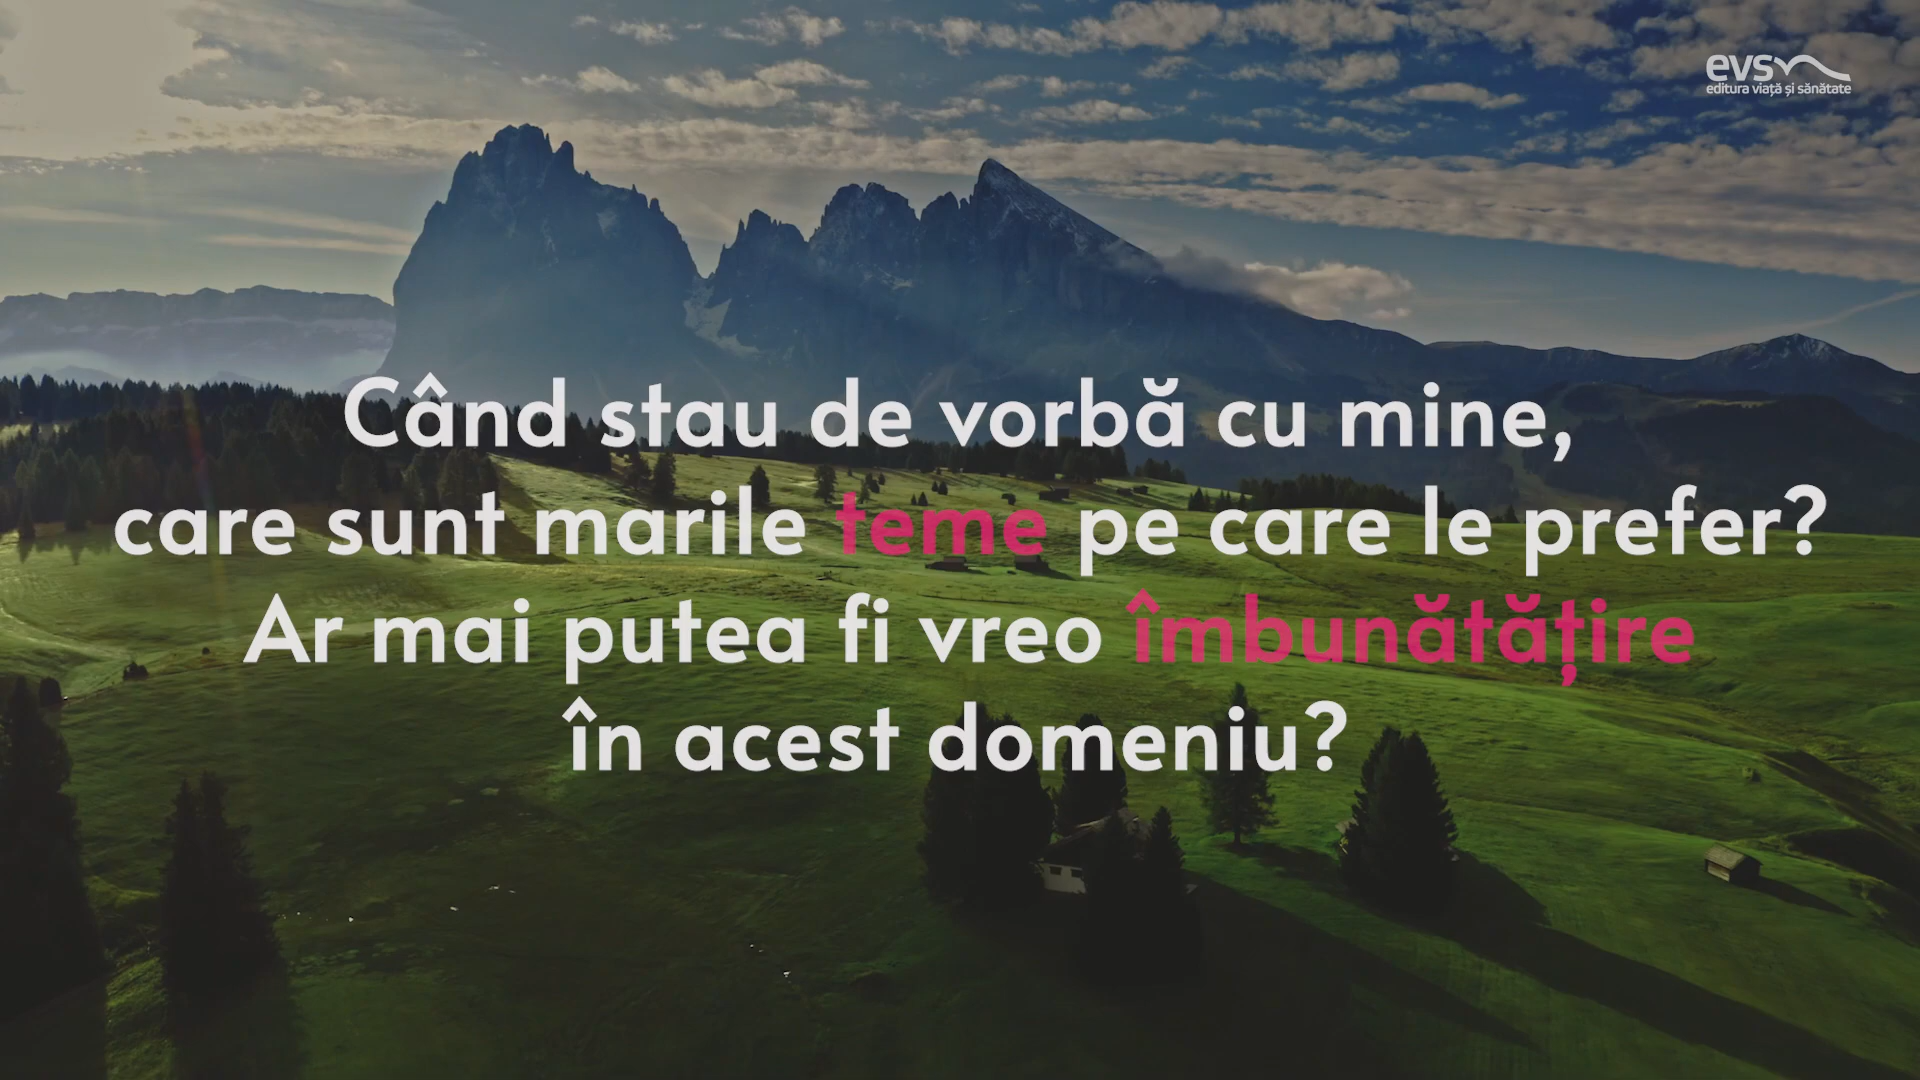 evs
editura viață și sănătate
Când stau de vorbă cu mine,
care sunt marile teme pe care le prefer?
Ar mai putea fi vreo îmbunătățire
în acest domeniu?